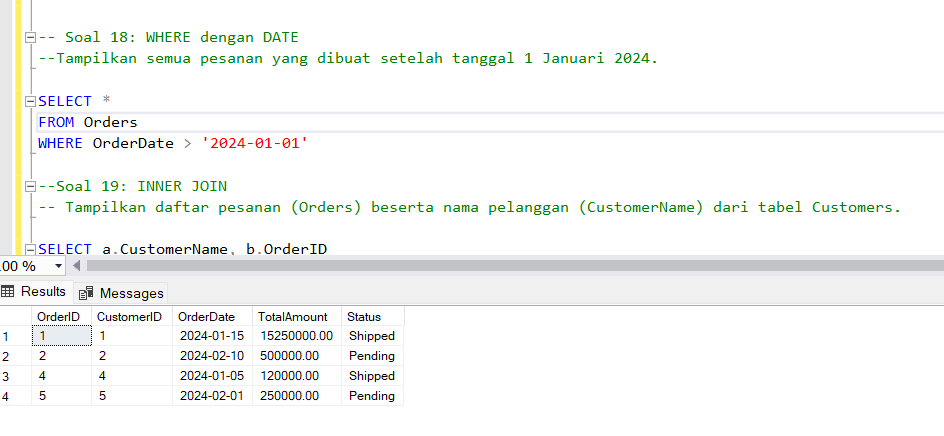 -- Soal 18: WHERE dengan DATE
--Tampilkan semua pesanan yang dibuat setelah tanggal 1 Januari 2024.
SELECT *
FROM Orders
WHERE OrderDate > '2024-01-01'
--Soal 19: INNER JOIN
-- Tampilkan daftar pesanan (Orders) beserta nama pelanggan (CustomerName) dari tabel Customers.
SELECT a.CustomerName, b.OrderID
.00 %
Results Messages
OrderID CustomerID OrderDate TotalAmount Status
1 1 1 2024-01-15 15250000.00 Shipped
2 2 2 2024-02-10 500000.00 Pending
3 4 4 2024-01-05 120000.00 Shipped
4 5 5 2024-02-01 250000.00 Pending